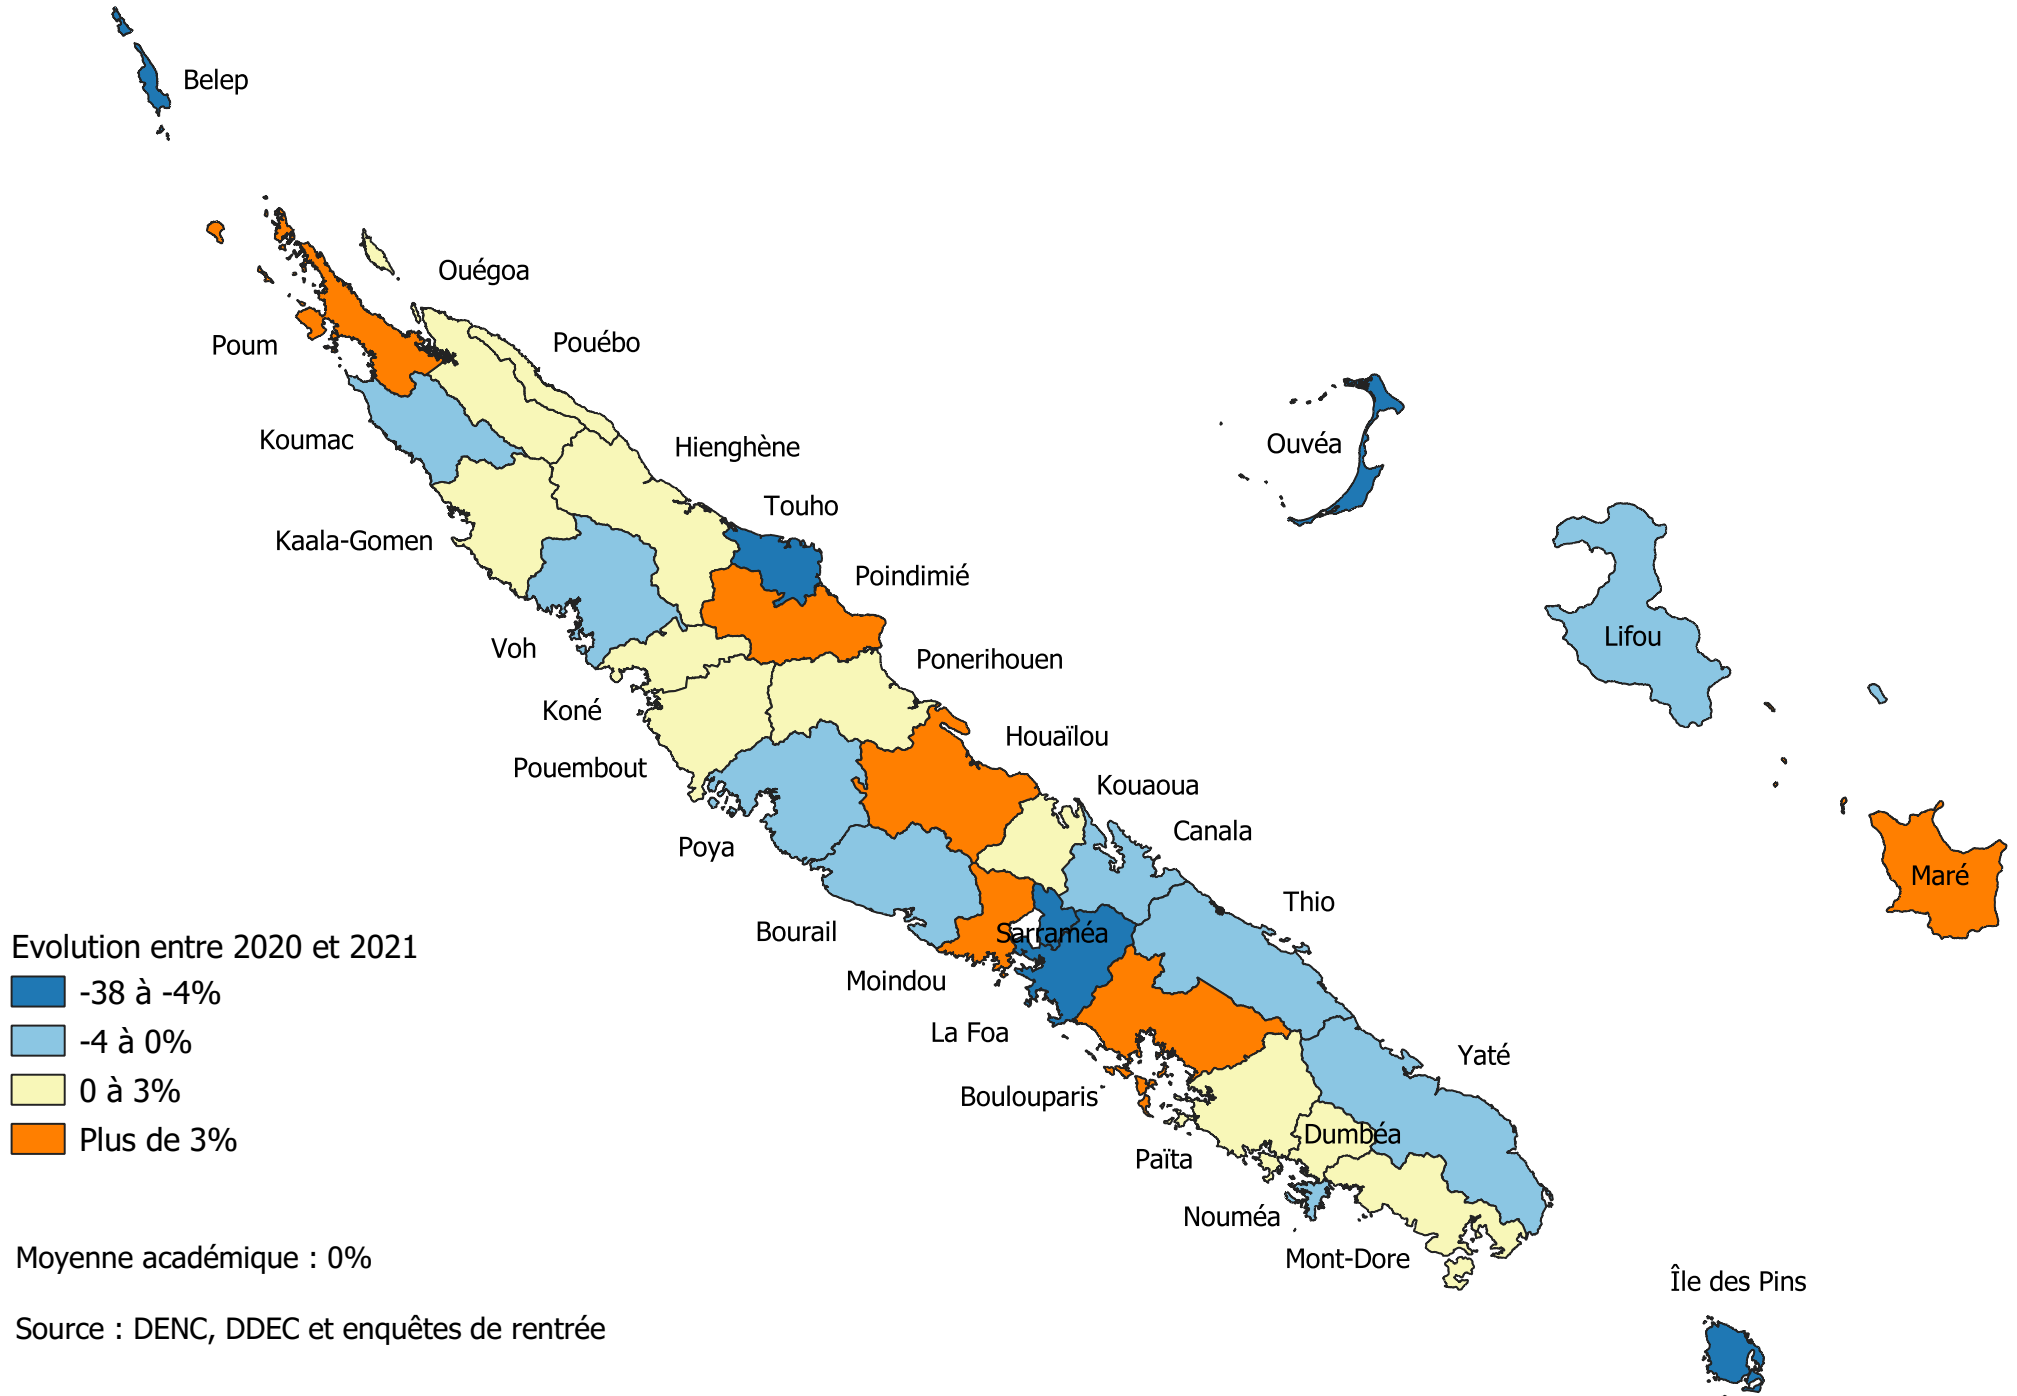 Belep
Ouégoa
Poum
Pouébo
Koumac
Hienghène
Ouvéa
Touho
Kaala-Gomen
Poindimié
Lifou
Voh
Ponerihouen
Koné
Houaïlou
Pouembout
Kouaoua
Canala
Poya
Maré
Thio
Bourail
Sarraméa
Moindou
La Foa
Yaté
Boulouparis
Dumbéa
Païta
Nouméa
Mont-Dore
Île des Pins
Evolution entre 2020 et 2021
-38 à -4%
-4 à 0%
0 à 3%
Plus de 3%
Moyenne académique : 0%
Source : DENC, DDEC et enquêtes de rentrée